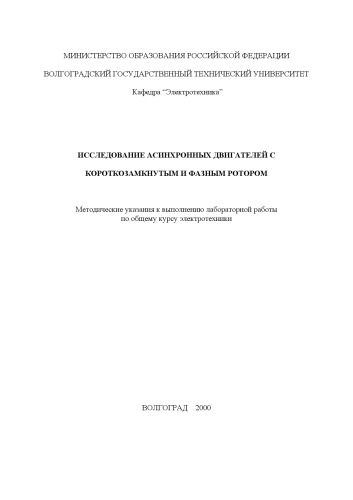 МИНИСТЕРСТВО ОБРАЗОВАНИЯ РОССИЙСКОЙ ФЕДЕРАЦИИ
ВОЛГОГРАДСКИЙ ГОСУДАРСТВЕННЫЙ ТЕХНИЧЕСКИЙ УНИВЕРСИТЕТ
Кафедра “Электротехника”
ИССЛЕДОВАНИЕ АСИНХРОННЫХ ДВИГАТЕЛЕЙ С
КОРОТКОЗАМКНУТЫМ И ФАЗНЫМ РОТОРОМ
Методические указания к выполнению лабораторной работы
по общему курсу электротехники
ВОЛГОГРАД 2000